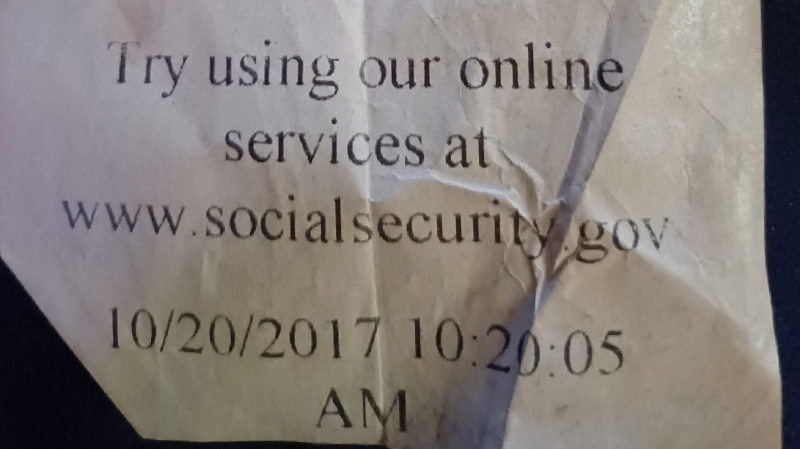 Try using our online
services at
www.socialsecurity.gov
10/20/2017 10:20:05
AM